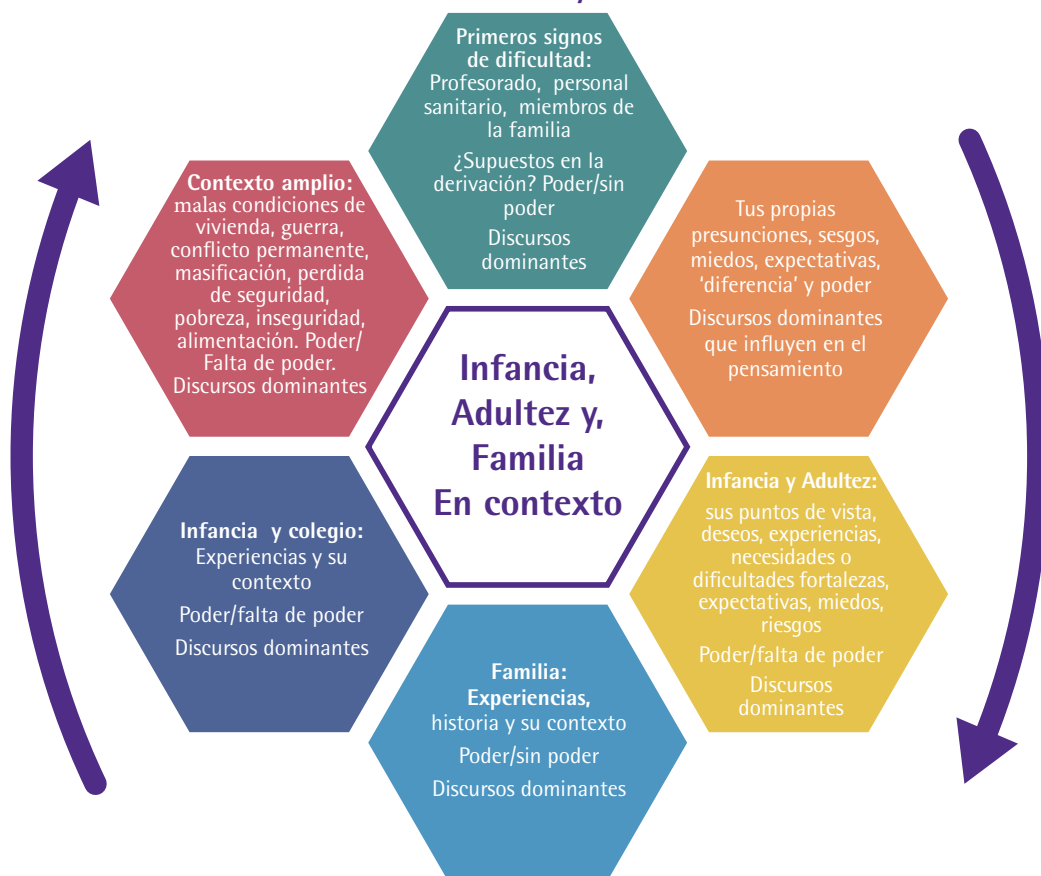 Primeros signos
de dificultad:
Profesorado, personal
sanitario, miembros de
la familia
¿Supuestos en la
derivación? Poder/sin
poder
Discursos
dominantes
Tus propias
presunciones, sesgos,
miedos, expectativas,
‘diferencia’ y poder
Discursos dominantes
que influyen en el
pensamiento
Infancia y Adultez:
sus puntos de vista,
deseos, experiencias,
necesidades o
dificultades fortalezas,
expectativas, miedos,
riesgos
Poder/falta de poder
Discursos
dominantes
Familia:
Experiencias,
historia y su contexto
Poder/sin poder
Discursos dominantes
Infancia y colegio:
Experiencias y su
contexto
Poder/falta de poder
Discursos dominantes
Contexto amplio:
malas condiciones de
vivienda, guerra,
conflicto permanente,
masificación, perdida
de seguridad,
pobreza, inseguridad,
alimentación. Poder/
Falta de poder.
Discursos dominantes
Infancia,
Adultez y,
Familia
En contexto